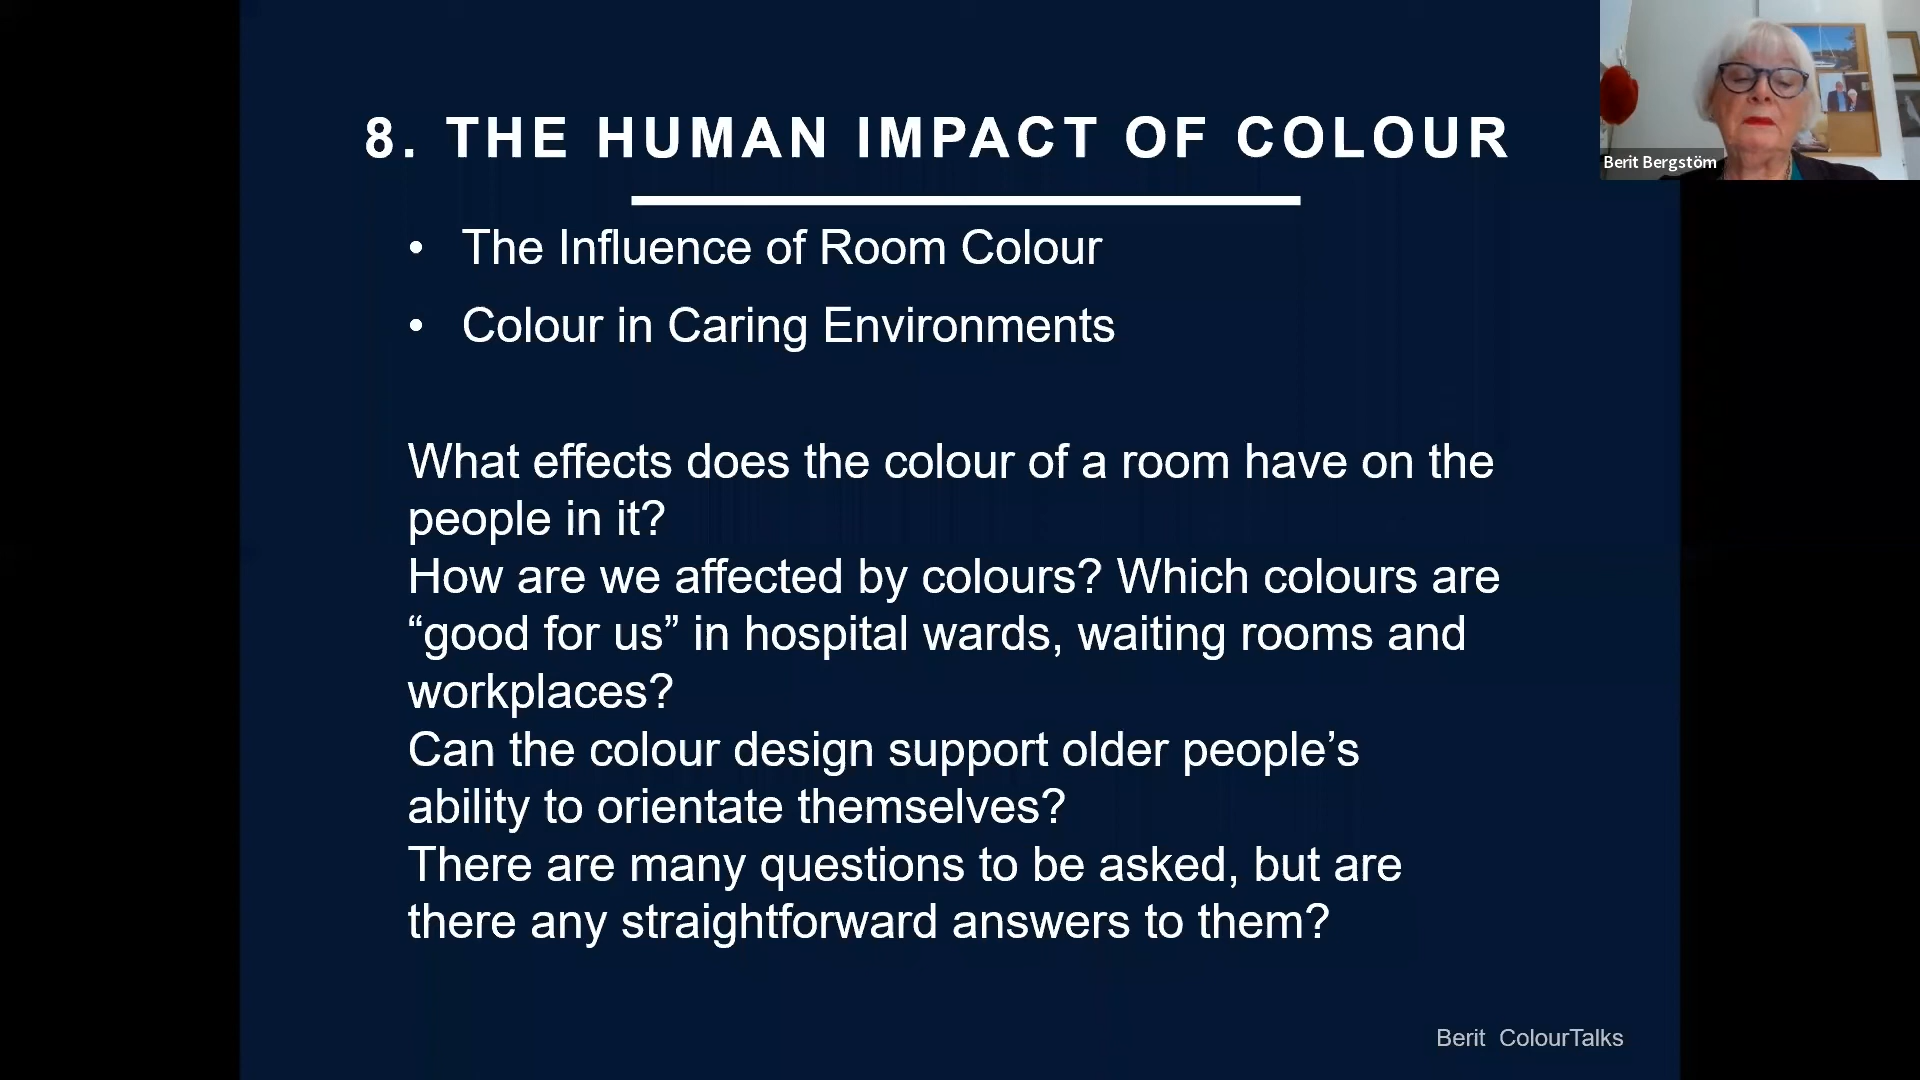 8. THE HUMAN IMPACT OF COLOUR
• The Influence of Room Colour
• Colour in Caring Environments
What effects does the colour of a room have on the
people in it?
How are we affected by colours? Which colours are
“good for us” in hospital wards, waiting rooms and
workplaces?
Can the colour design support older people’s
ability to orientate themselves?
There are many questions to be asked, but are
there any straightforward answers to them?
Berit ColourTalks
Berit Bergstöm